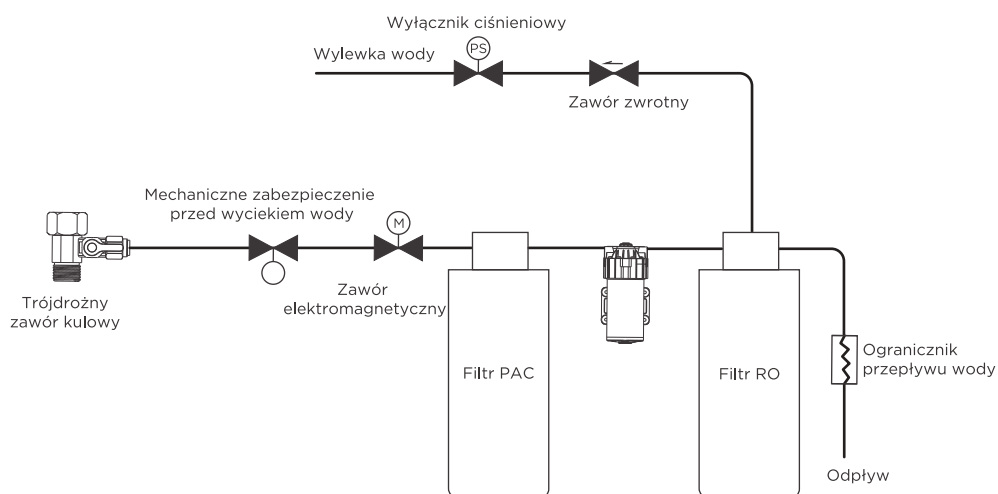 Wyłącznik ciśnieniowy
PS
Wylewka wody
Zawór zwrotny
Mechaniczne zabezpieczenie
przed wyciekiem wody
M
Trójdrożny
zawór kulowy
Zawór
elektromagnetyczny
Filtr PAC
Filtr RO
Ogranicznik
przepływu wody
Odpływ